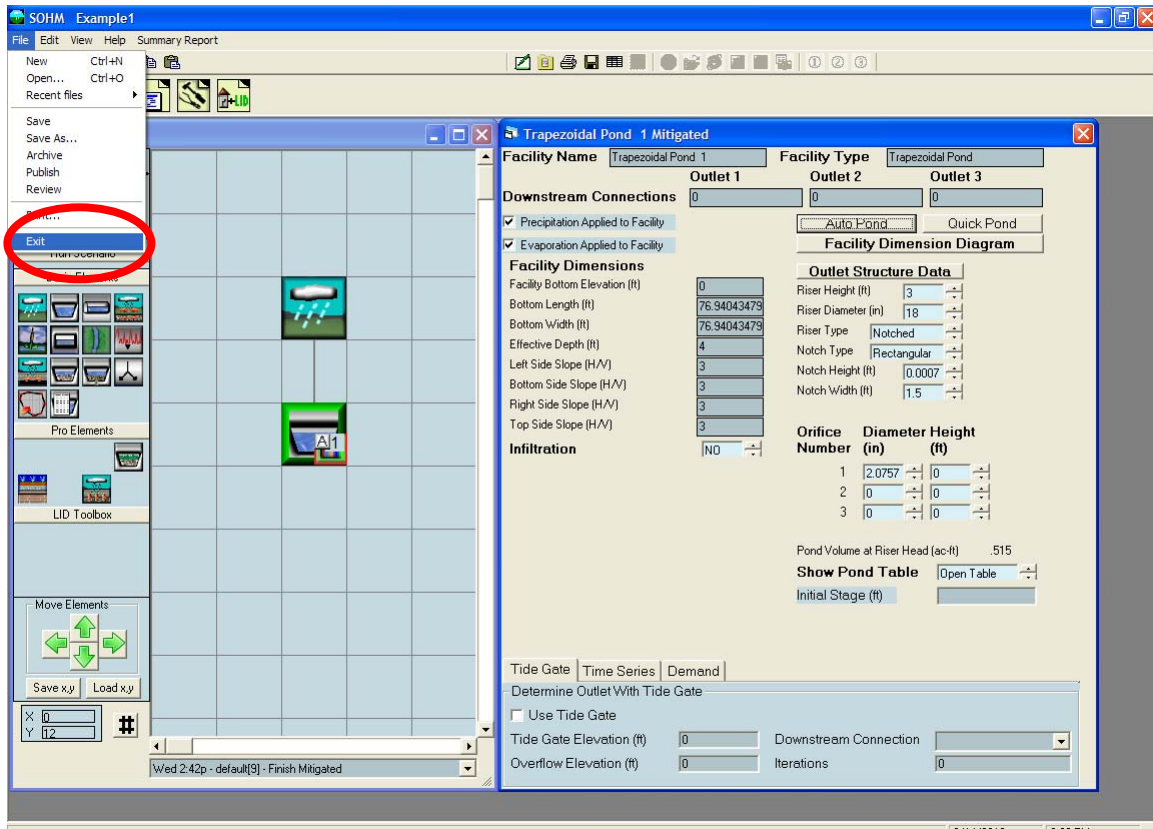 SOHM Example1
File Edit View Help Summary Report
New Ctrl+N
Open... Ctrl+O
Recent files
Save
Save As...
Archive
Publish
Review
Print...
Exit
Run Scenario
Basic Elements
Pro Elements
LID Toolbox
Move Elements
Save x,y Load x,y
X 0
Y 12
#
+LID
A 1
Wed 2:42p - default[9] - Finish Mitigated
Trapezoidal Pond 1 Mitigated
Facility Name Trapezoidal Pond 1 Facility Type Trapezoidal Pond
Outlet 1 Outlet 2 Outlet 3
Downstream Connections 0 0 0
Precipitation Applied to Facility
Auto Pond Quick Pond
Evaporation Applied to Facility
Facility Dimension Diagram
Facility Dimensions
Facility Bottom Elevation (ft) 0
Bottom Length (ft) 76.94043479
Bottom Width (ft) 76.94043479
Effective Depth (ft) 4
Left Side Slope (H/V) 3
Bottom Side Slope (H/V) 3
Right Side Slope (H/V) 3
Top Side Slope (H/V) 3
Infiltration NO
Outlet Structure Data
Riser Height (ft) 3
Riser Diameter (in) 18
Riser Type Notched
Notch Type Rectangular
Notch Height (ft) 0.0007
Notch Width (ft) 1.5
Orifice Diameter Height
Number (in) (ft)
1 2.0757 0
2 0 0
3 0 0
Pond Volume at Riser Head (ac-ft) .515
Show Pond Table Open Table
Initial Stage (ft)
Tide Gate Time Series Demand
Determine Outlet With Tide Gate
Use Tide Gate
Tide Gate Elevation (ft) 0 Downstream Connection
Overflow Elevation (ft) 0 Iterations 0